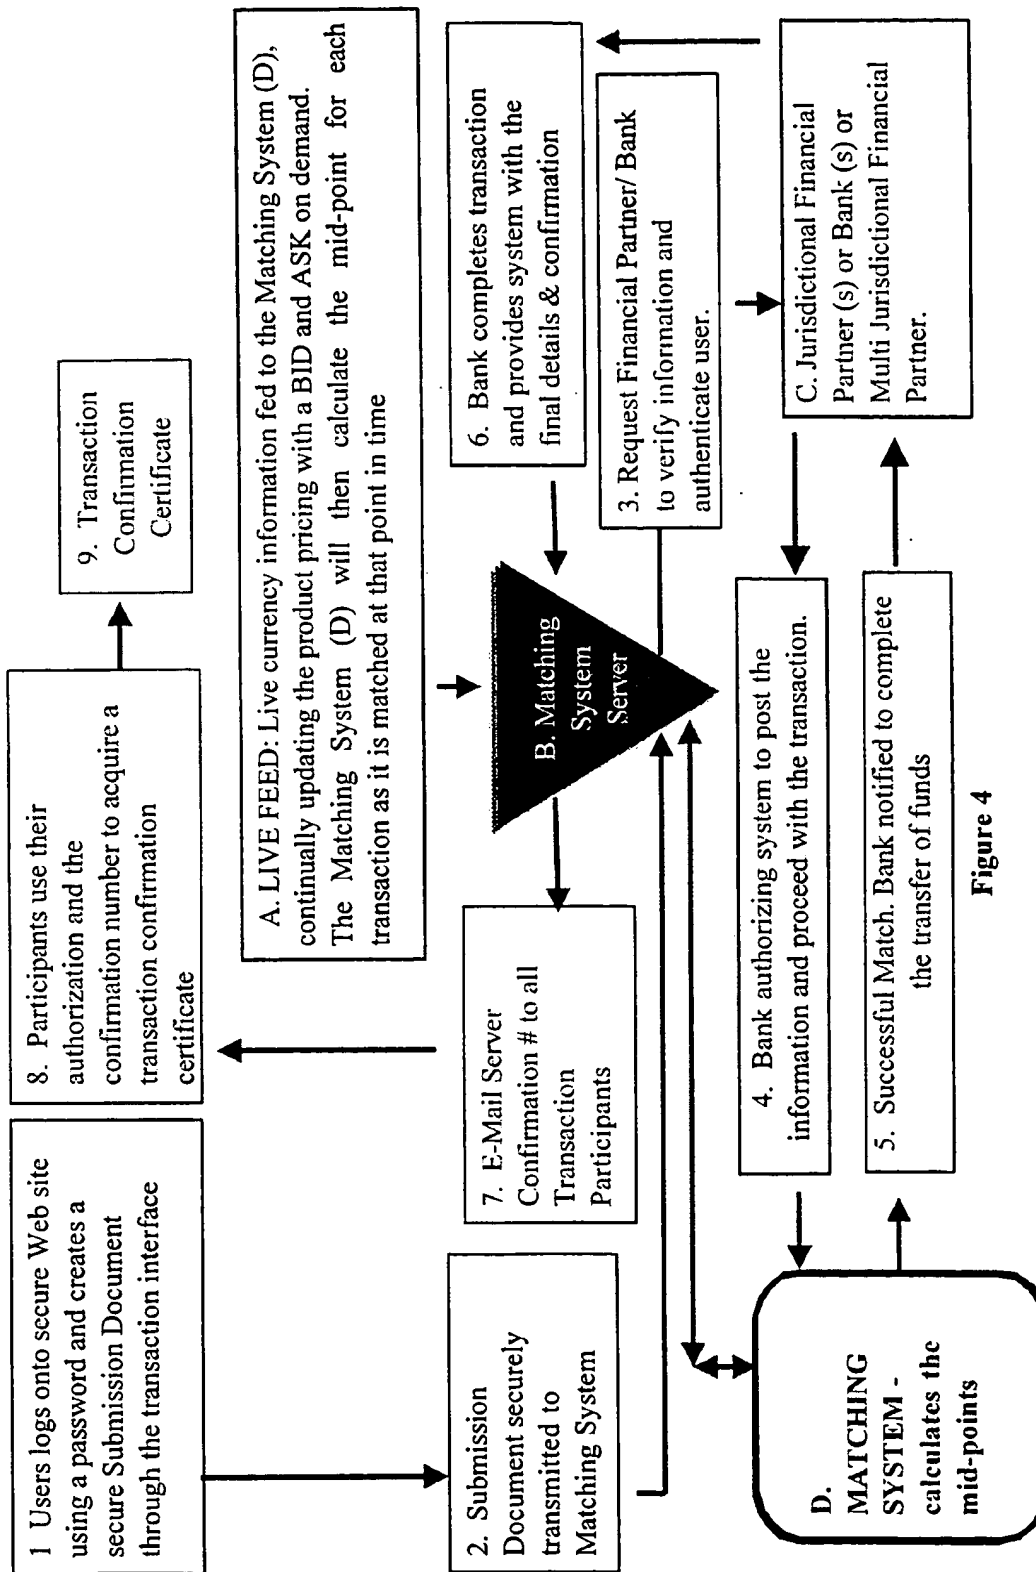 1 Users logs onto secure Web site
using a password and creates a
secure Submission Document
through the transaction interface
8. Participants use their
authorization and the
confirmation number to acquire a
transaction confirmation
certificate
9. Transaction
Confirmation
Certificate
A. LIVE FEED: Live currency information fed to the Matching System (D),
continually updating the product pricing with a BID and ASK on demand.
The Matching System (D) will then calculate the mid-point for each
transaction as it is matched at that point in time
2. Submission
Document securely
transmitted to
Matching System
7. E-Mail Server
Confirmation # to all
Transaction
Participants
B. Matching
System
Server
6. Bank completes transaction
and provides system with the
final details & confirmation
3. Request Financial Partner/ Bank
to verify information and
authenticate user.
D.
MATCHING
SYSTEM -
calculates the
mid-points
4. Bank authorizing system to post the
information and proceed with the transaction.
5. Successful Match. Bank notified to complete
the transfer of funds
C. Jurisdictional Financial
Partner (s) or Bank (s) or
Multi Jurisdictional Financial
Partner.
Figure 4